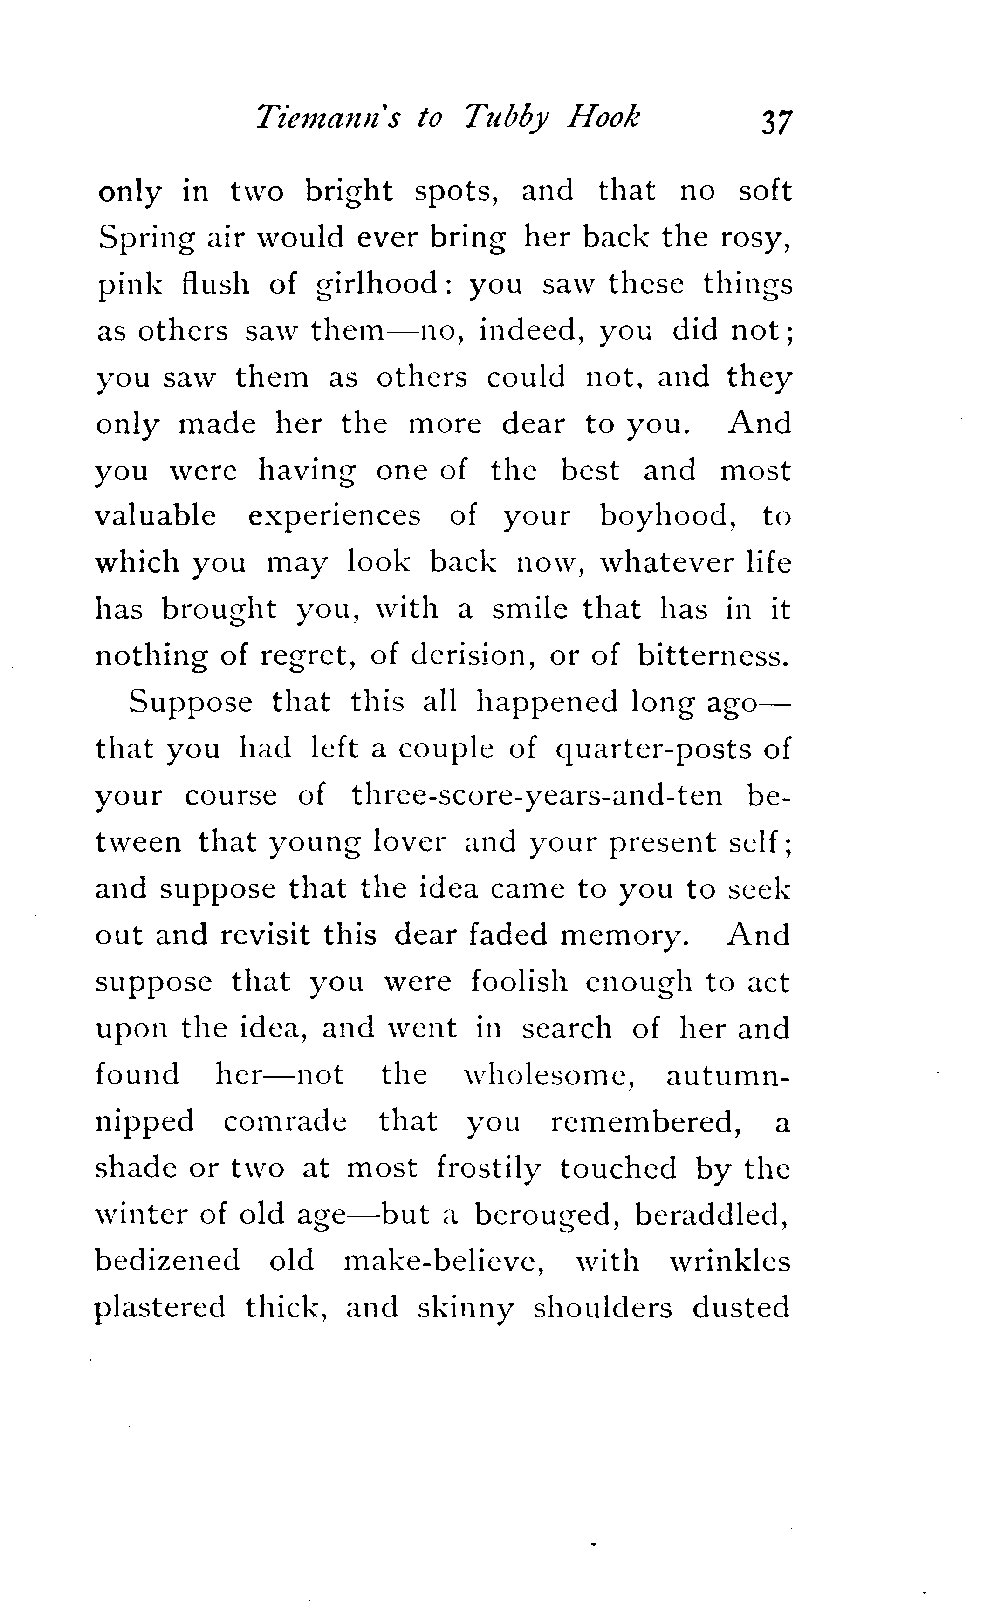 Tiemann's to Tubby Hook 37
only in two bright spots, and that no soft
Spring air would ever bring her back the rosy,
pink flush of girlhood: you saw these things
as others saw them—no, indeed, you did not;
you saw them as others could not, and they
only made her the more dear to you. And
you were having one of the best and most
valuable experiences of your boyhood, to
which you may look back now, whatever life
has brought you, with a smile that has in it
nothing of regret, of derision, or of bitterness.
Suppose that this all happened long ago—
that you had left a couple of quarter-posts of
your course of three-score-years-and-ten be-
tween that young lover and your present self;
and suppose that the idea came to you to seek
out and revisit this dear faded memory. And
suppose that you were foolish enough to act
upon the idea, and went in search of her and
found her—not the wholesome, autumn-
nipped comrade that you remembered, a
shade or two at most frostily touched by the
winter of old age—but a berouged, beraddled,
bedizened old make-believe, with wrinkles
plastered thick, and skinny shoulders dusted